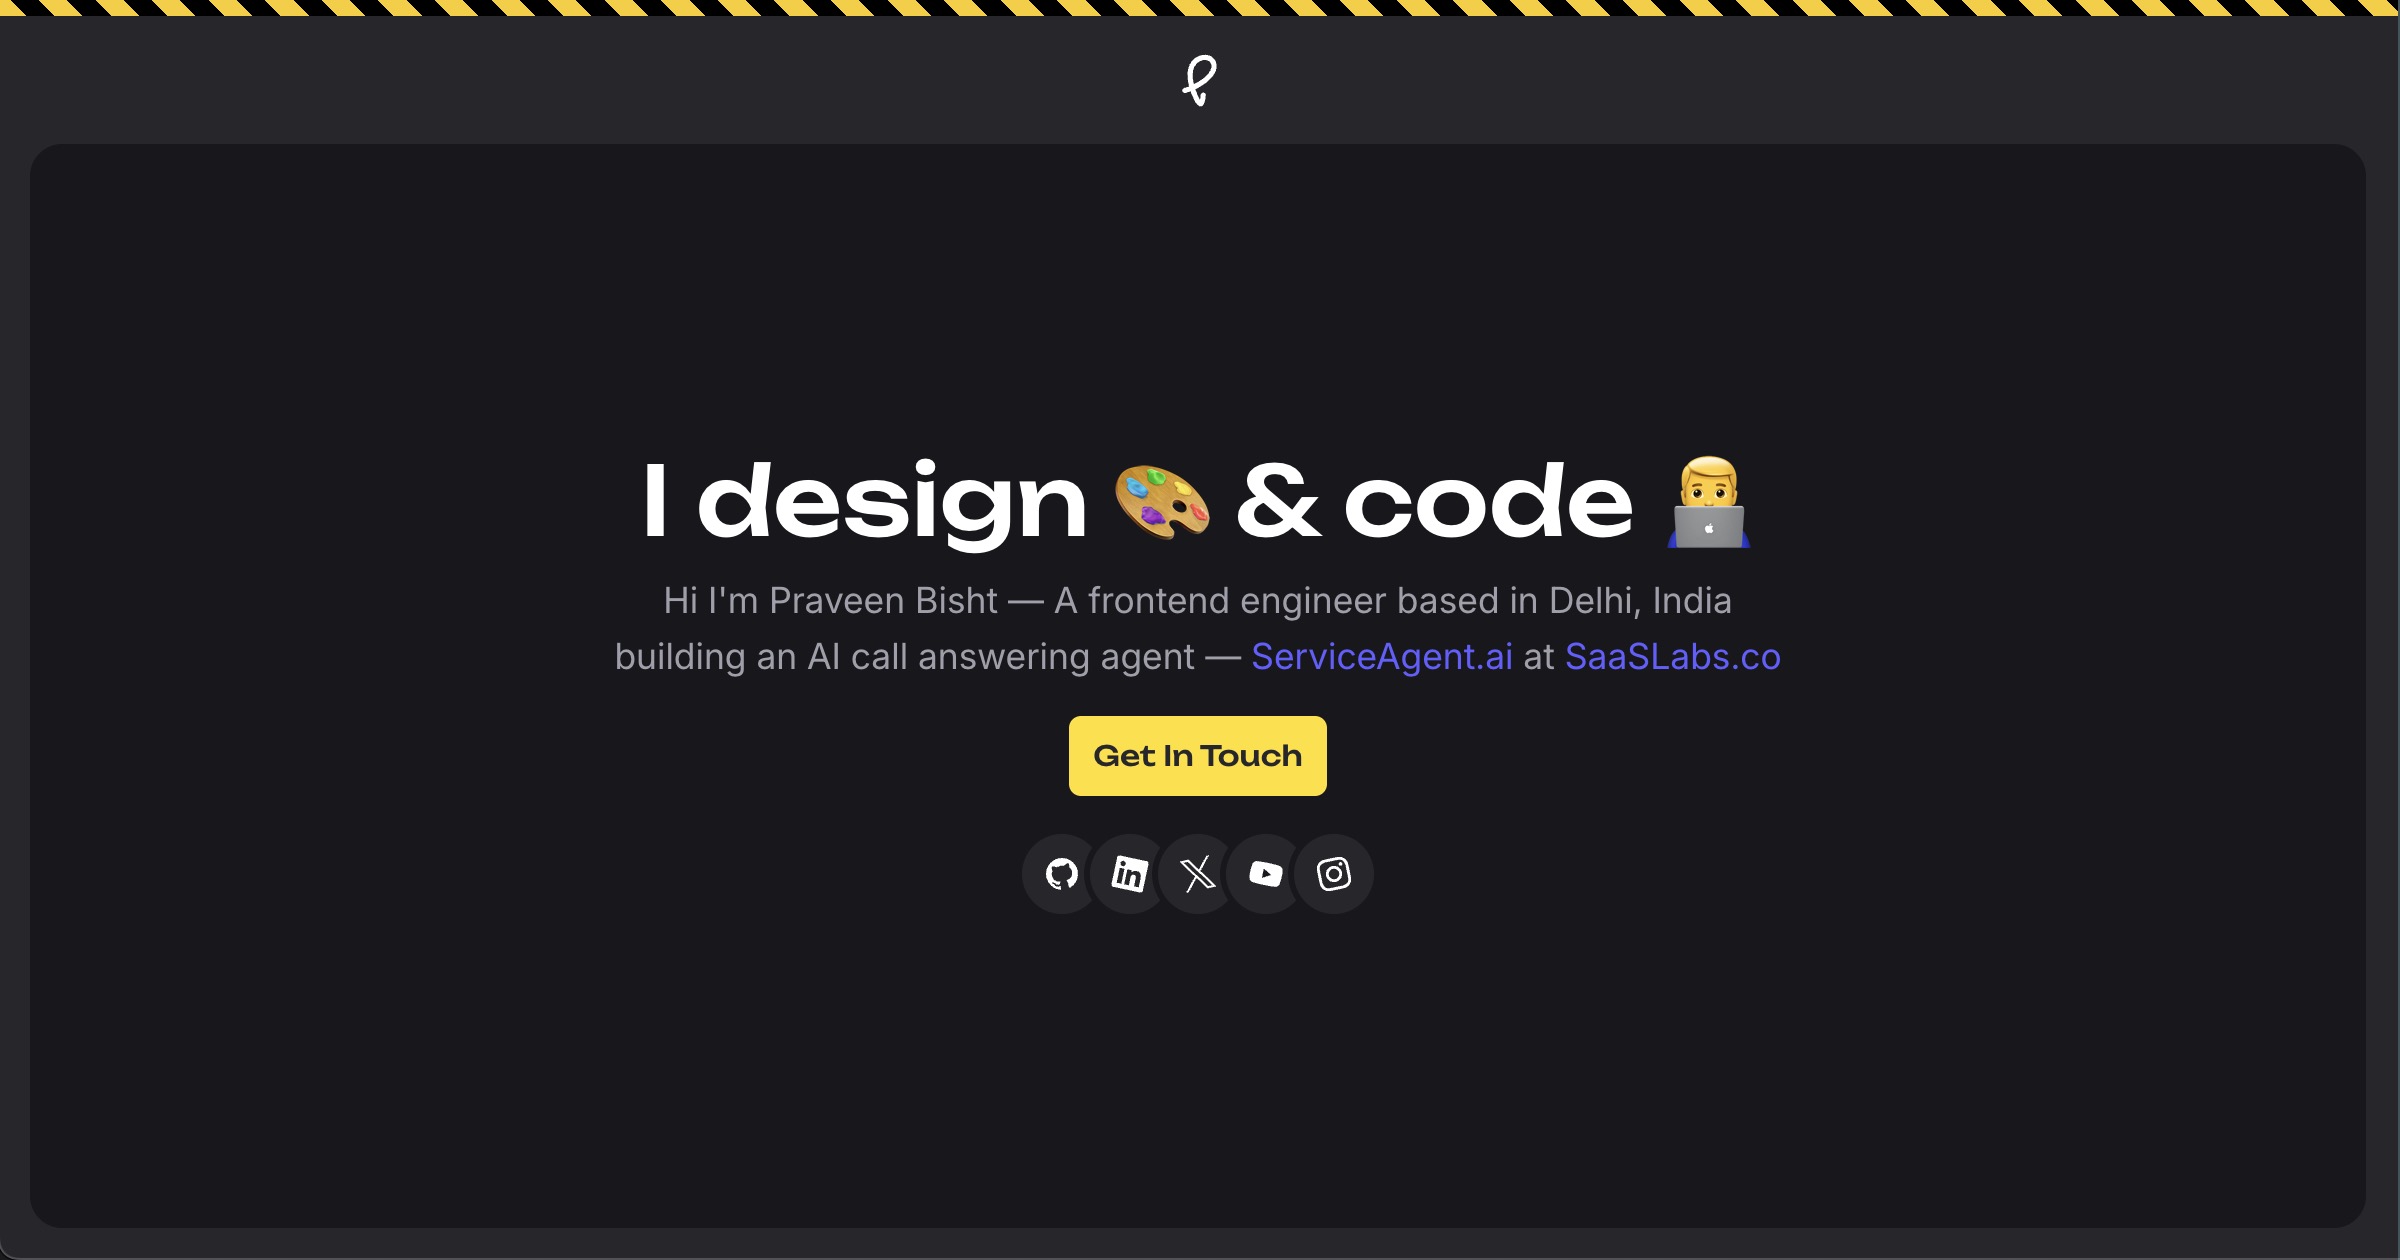 I design 🎨 & code 👨‍💻
Hi I'm Praveen Bisht — A frontend engineer based in Delhi, India
building an AI call answering agent — ServiceAgent.ai at SaaSLabs.co
Get In Touch